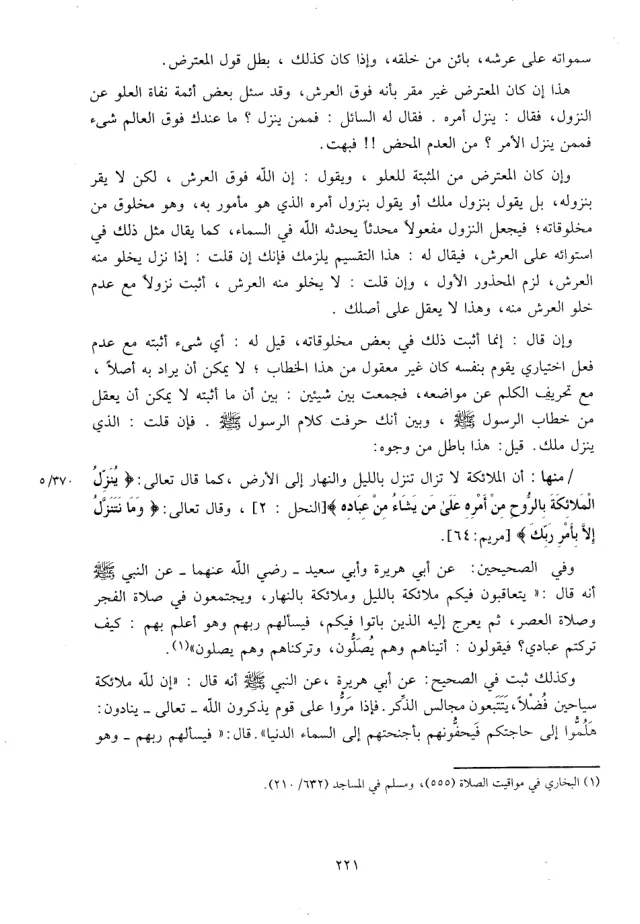 سمواته على عرشه، بائن من خلقه، وإذا كان كذلك ، بطل قول المعترض.
هذا إن كان المعترض غير مقر بأنه فوق العرش، وقد سئل بعض أئمة نفاة العلو عن
النزول، فقال : ينزل أمره . فقال له السائل : فممن ينزل ؟ ما عندك فوق العالم شىء
فممن ينزل الأمر ؟ من العدم المحض !! فبهت.
وإن كان المعترض من المثبتة للعلو ، ويقول : إن الله فوق العرش ، لكن لا يقر
بنزوله، بل يقول بنزول ملك أو يقول بنزول أمره الذي هو مأمور به، وهو مخلوق من
مخلوقاته؛ فيجعل النزول مفعولاً محدثاً يحدثه الله في السماء، كما يقال مثل ذلك في
استوائه على العرش، فيقال له : هذا التقسيم يلزمك فإنك إن قلت : إذا نزل يخلو منه
العرش، لزم المحذور الأول ، وإن قلت : لا يخلو منه العرش ، أثبت نزولاً مع عدم
خلو العرش منه، وهذا لا يعقل على أصلك .
وإن قال : إنما أثبت ذلك في بعض مخلوقاته، قيل له : أي شىء أثبته مع عدم
فعل اختياري يقوم بنفسه كان غير معقول من هذا الخطاب ؛ لا يمكن أن يراد به أصلاً ،
مع تحريف الكلم عن مواضعه، فجمعت بين شيئين : بين أن ما أثبته لا يمكن أن يعقل
من خطاب الرسول ﷺ ، وبين أنك حرفت كلام الرسول ﷺ . فإن قلت : الذي
ينزل ملك. قيل: هذا باطل من وجوه:
/ منها : أن الملائكة لا تزال تنزل بالليل والنهار إلى الأرض ،كما قال تعالى:﴿ يُنَزِّلُ ٥/٣٧٠
الْمَلائِكَةَ بِالرُّوحِ مِنْ أَمْرِهِ عَلَىٰ مَن يَشَاءُ مِنْ عِبَادِهِ ﴾[النحل : ٢] ، وقال تعالى:﴿ وَمَا نَتَنَزَّلُ
إِلاَّ بِأَمْرِ رَبِّكَ ﴾ [مريم:٦٤].
وفي الصحيحين: عن أبي هريرة وأبي سعيد ـ رضي الله عنهما ـ عن النبي ﷺ
أنه قال :« يتعاقبون فيكم ملائكة بالليل وملائكة بالنهار، ويجتمعون في صلاة الفجر
وصلاة العصر، ثم يعرج إليه الذين باتوا فيكم، فيسألهم ربهم وهو أعلم بهم : كيف
تركتم عبادي؟ فيقولون : أتيناهم وهم يُصَلُّون، وتركناهم وهم يصلون»(١).
وكذلك ثبت في الصحيح: عن أبي هريرة ،عن النبي ﷺ أنه قال : «إن لله ملائكة
سياحين فُضْلاً، يَتَتَبعون مجالس الذِّكر. فإذا مَروُّا على قوم يذكرون الله ـ تعالى ـ ينادون:
هَلُمُّوا إلى حاجتكم فَيحفُّونهم بأجنحتهم إلى السماء الدنيا».قال:« فيسألهم ربهم ـ وهو
(١) البخاري في مواقيت الصلاة (٥٥٥)، ومسلم في المساجد (٦٣٢/ ٢١٠).
٢٢١